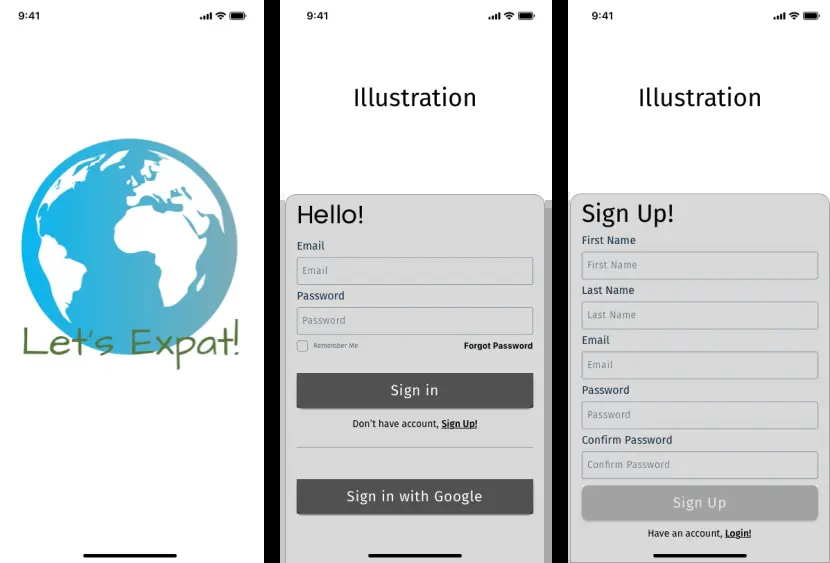 9:41
Let's Expat!
9:41
Illustration
Hello!
Email
Email
Password
Password
Remember Me
Forgot Password
Sign in
Don't have account, Sign Up!
Sign in with Google
9:41
Illustration
Sign Up!
First Name
First Name
Last Name
Last Name
Email
Email
Password
Password
Confirm Password
Confirm Password
Sign Up
Have an account, Login!